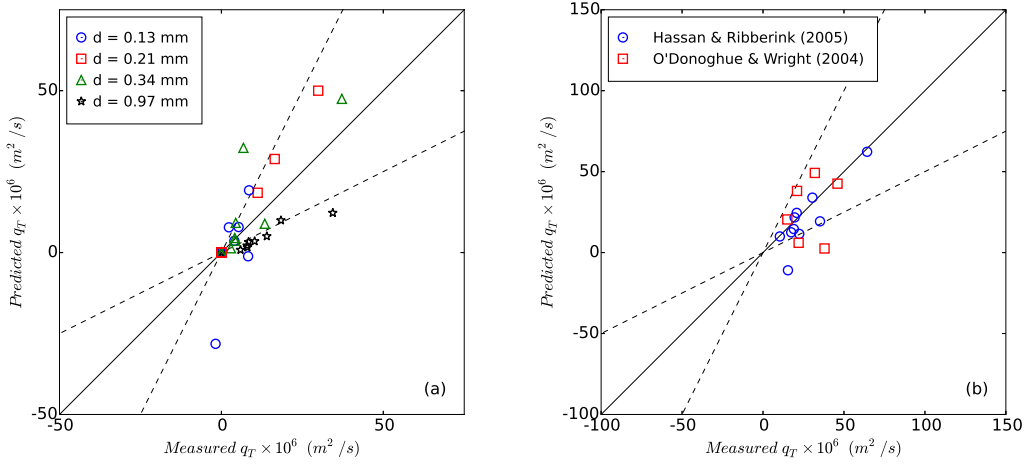 50
0
-50
0
50
Predicted q_T × 10^6 (m^2 /s)
Measured q_T × 10^6 (m^2 /s)
d = 0.13 mm
d = 0.21 mm
d = 0.34 mm
d = 0.97 mm
(a)
150
100
50
0
-50
-100
-100
-50
0
50
100
150
Predicted q_T × 10^6 (m^2 /s)
Measured q_T × 10^6 (m^2 /s)
Hassan & Ribberink (2005)
O'Donoghue & Wright (2004)
(b)